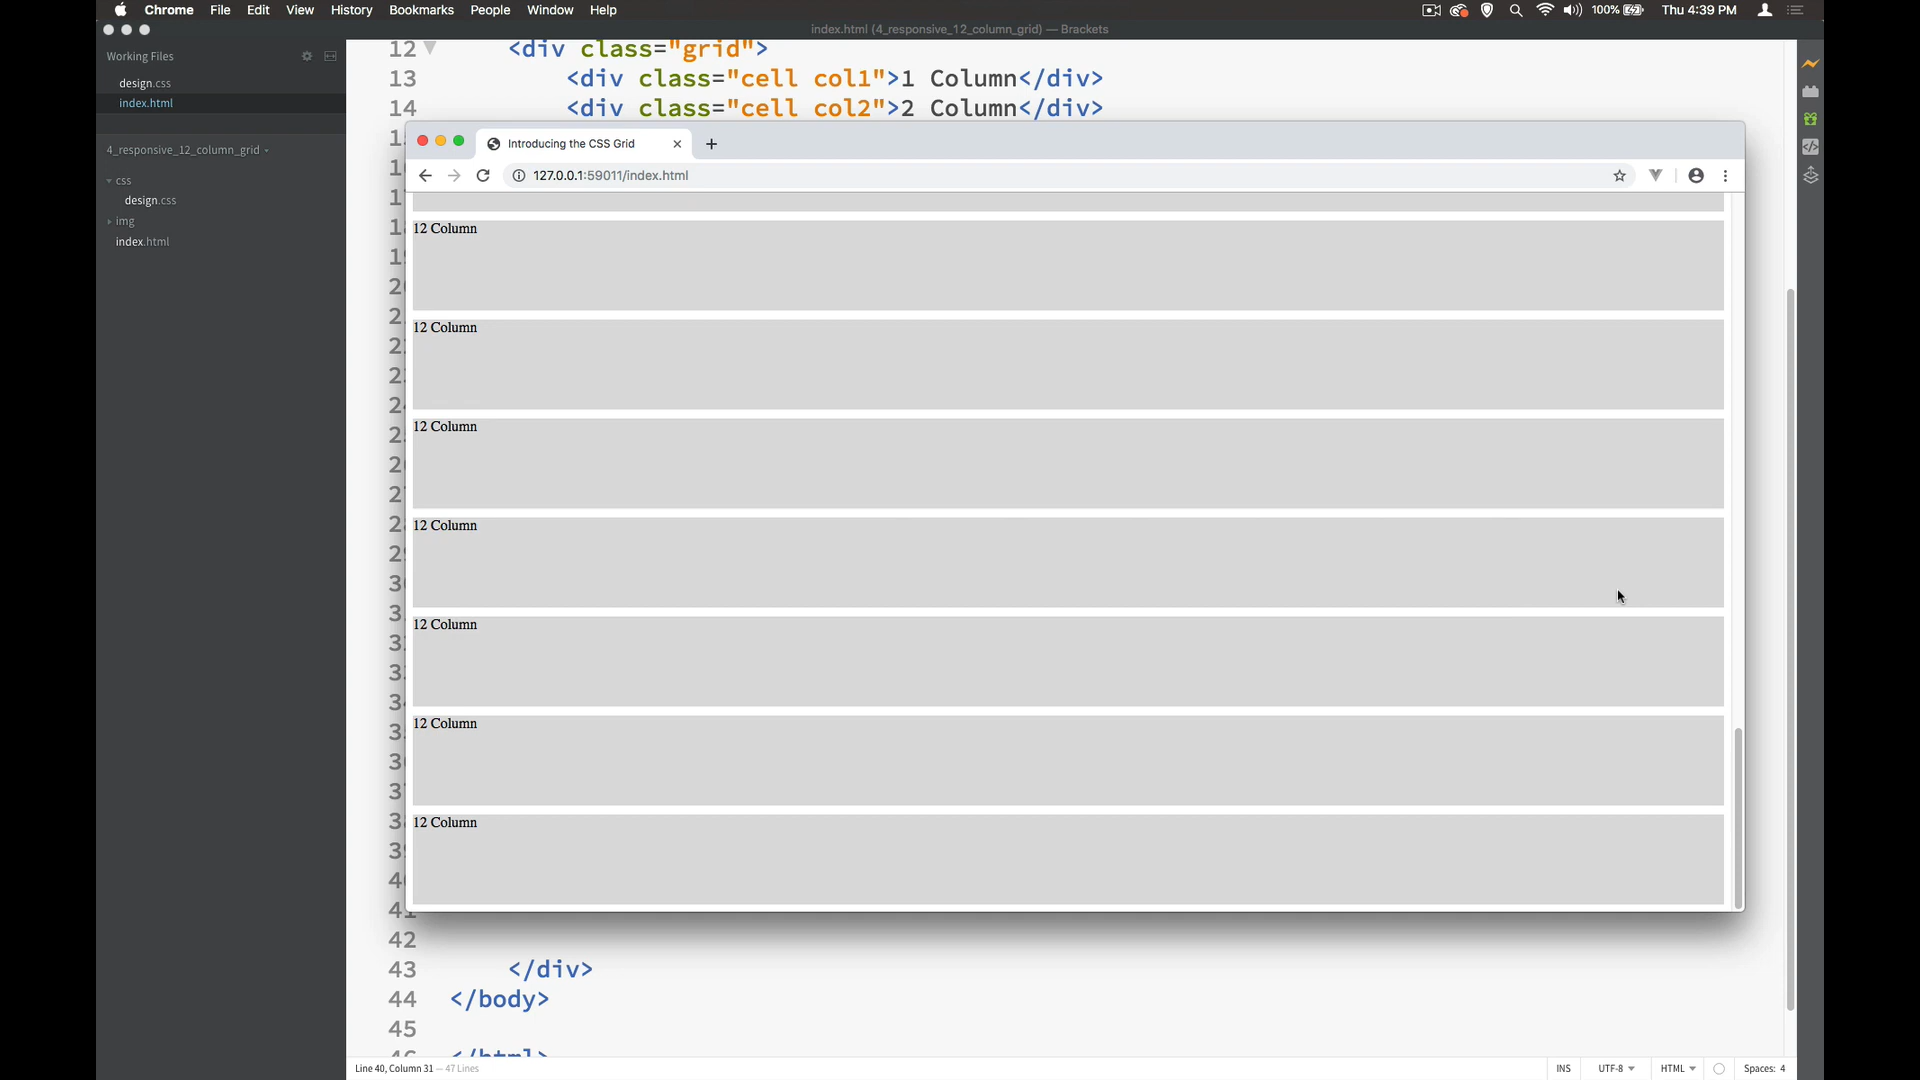 Chrome File Edit View History Bookmarks People Window Help 100% Thu 4:39 PM
index.html (4_responsive_12_column_grid) — Brackets
Working Files
design.css
index.html
4_responsive_12_column_grid
css
design.css
img
index.html
12 <div class="grid">
13 <div class="cell col1">1 Column</div>
14 <div class="cell col2">2 Column</div>
Introducing the CSS Grid
127.0.0.1:59011/index.html
12 Column
12 Column
12 Column
12 Column
12 Column
12 Column
12 Column
42
43 </div>
44 </body>
45
Line 40, Column 31 — 47 Lines
INS UTF-8 HTML Spaces: 4